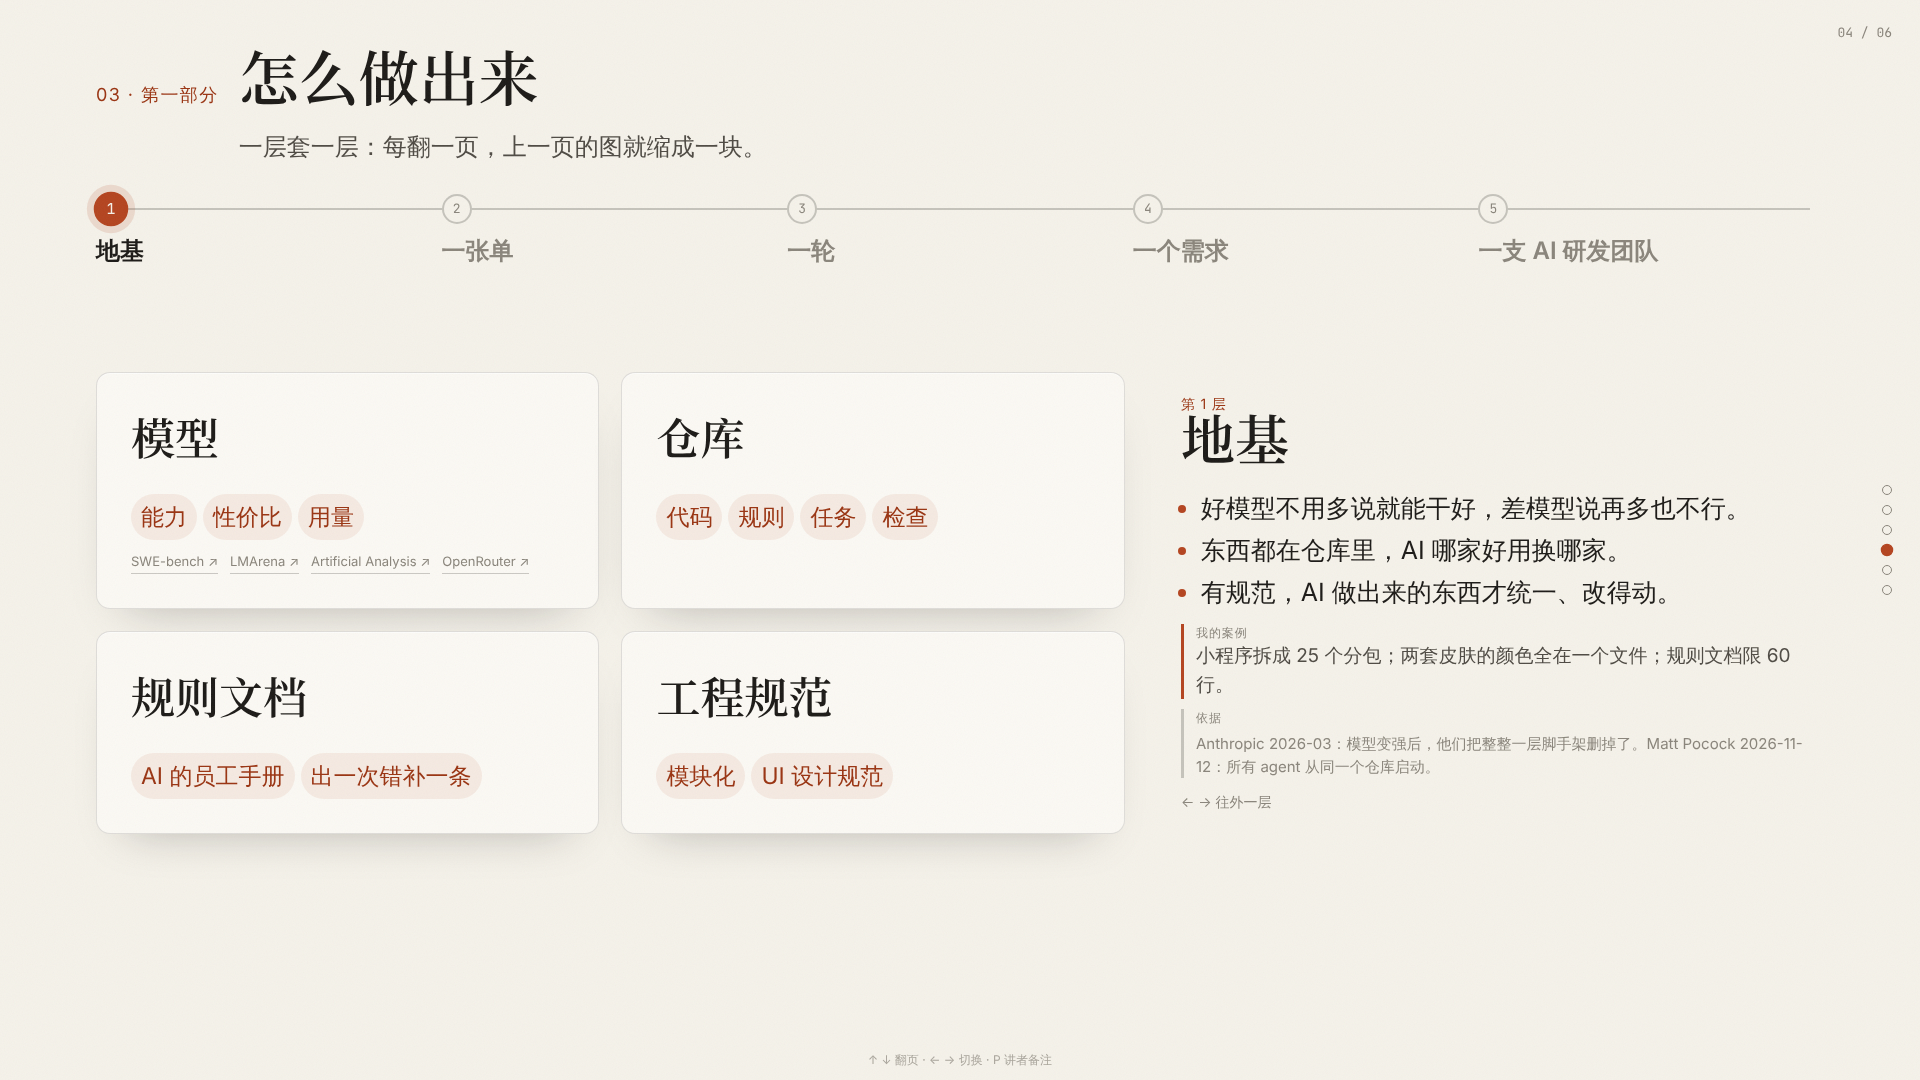 04 / 06
03 · 第一部分
怎么做出来
一层套一层：每翻一页，上一页的图就缩成一块。
1
2
3
4
5
地基
一张单
一轮
一个需求
一支 AI 研发团队
模型
能力
性价比
用量
SWE-bench ↗
LMArena ↗
Artificial Analysis ↗
OpenRouter ↗
仓库
代码
规则
任务
检查
规则文档
AI 的员工手册
出一次错补一条
工程规范
模块化
UI 设计规范
第 1 层
地基
好模型不用多说就能干好，差模型说再多也不行。
东西都在仓库里，AI 哪家好用换哪家。
有规范，AI 做出来的东西才统一、改得动。
我的案例
小程序拆成 25 个分包；两套皮肤的颜色全在一个文件；规则文档限 60
行。
依据
Anthropic 2026-03：模型变强后，他们把整整一层脚手架删掉了。Matt Pocock 2026-11-
12：所有 agent 从同一个仓库启动。
← → 往外一层
↑ ↓ 翻页 · ← → 切换 · P 讲者备注